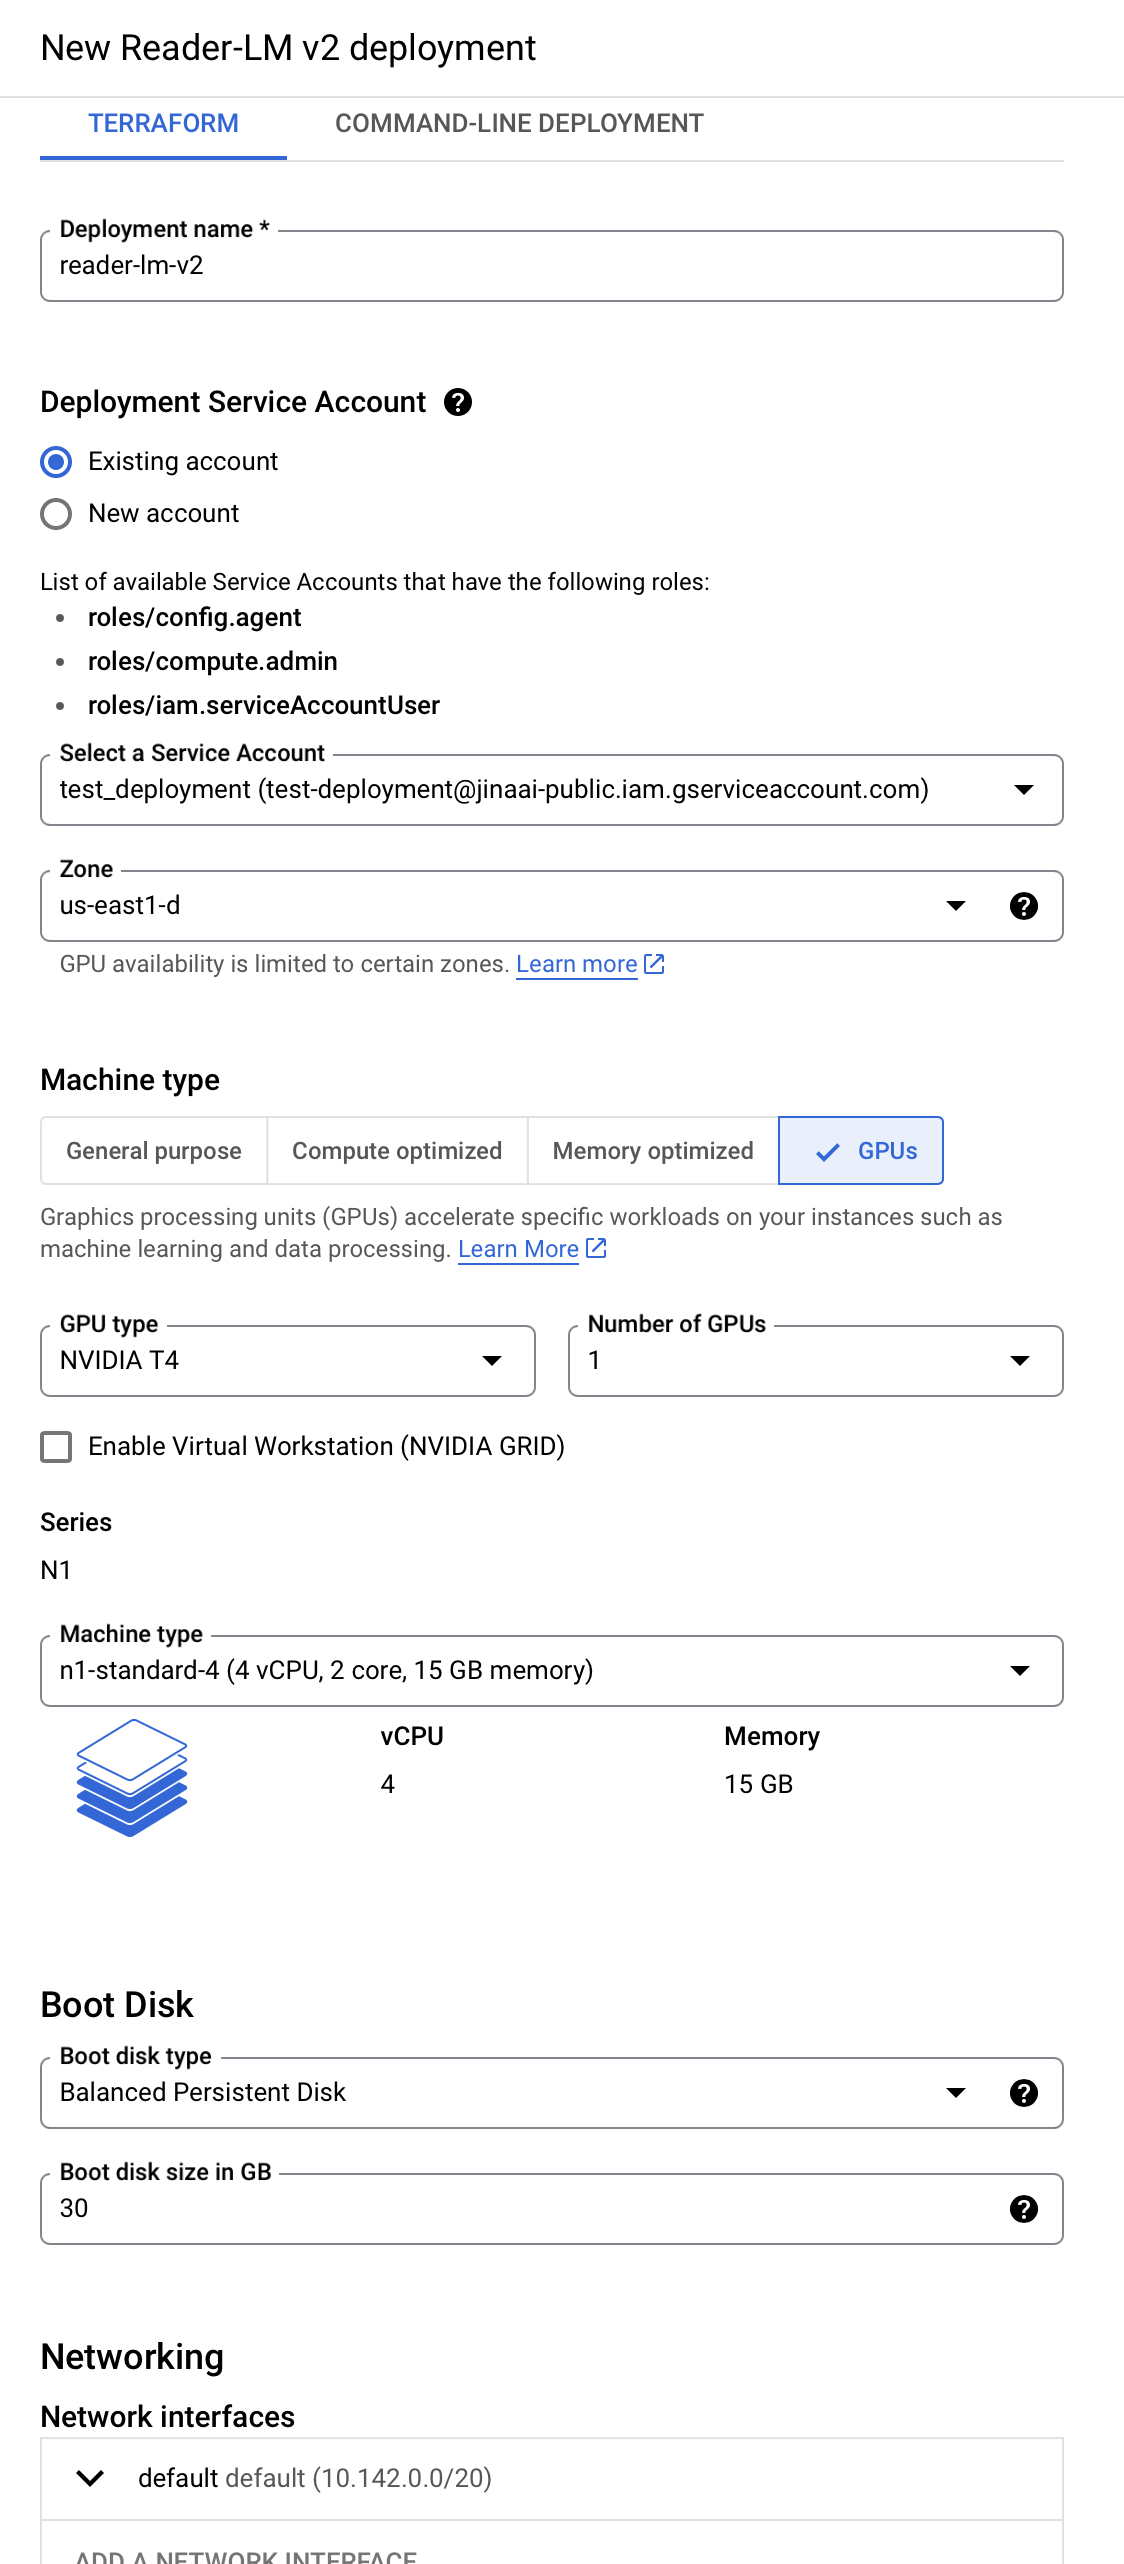 New Reader-LM v2 deployment
TERRAFORM COMMAND-LINE DEPLOYMENT
Deployment name *
reader-lm-v2
Deployment Service Account
Existing account
New account
List of available Service Accounts that have the following roles:
• roles/config.agent
• roles/compute.admin
• roles/iam.serviceAccountUser
Select a Service Account
test_deployment (test-deployment@jinaai-public.iam.gserviceaccount.com)
Zone
us-east1-d
GPU availability is limited to certain zones. Learn more
Machine type
General purpose Compute optimized Memory optimized GPUs
Graphics processing units (GPUs) accelerate specific workloads on your instances such as
machine learning and data processing. Learn More
GPU type Number of GPUs
NVIDIA T4 1
Enable Virtual Workstation (NVIDIA GRID)
Series
N1
Machine type
n1-standard-4 (4 vCPU, 2 core, 15 GB memory)
vCPU Memory
4 15 GB
Boot Disk
Boot disk type
Balanced Persistent Disk
Boot disk size in GB
30
Networking
Network interfaces
default default (10.142.0.0/20)
ADD A NETWORK INTERFACE